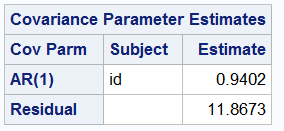 Covariance Parameter Estimates
Cov Parm Subject Estimate
AR(1) id 0.9402
Residual 11.8673